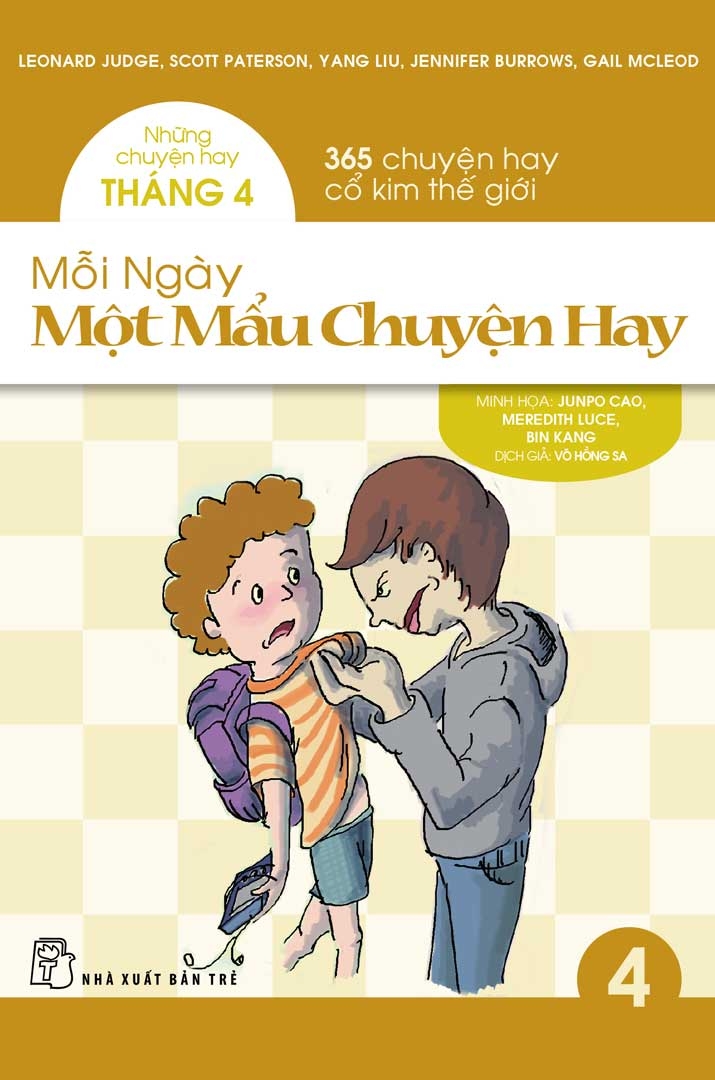 LEONARD JUDGE, SCOTT PATERSON, YANG LIU, JENNIFER BURROWS, GAIL MCLEOD
Những
chuyện hay
THÁNG 4
365 chuyện hay
cổ kim thế giới
Mỗi Ngày
Một Mẩu Chuyện Hay
MINH HỌA: JUNPO CAO,
MEREDITH LUCE,
BIN KANG
DỊCH GIẢ: VÕ HỒNG SA
T
NHÀ XUẤT BẢN TRẺ
4